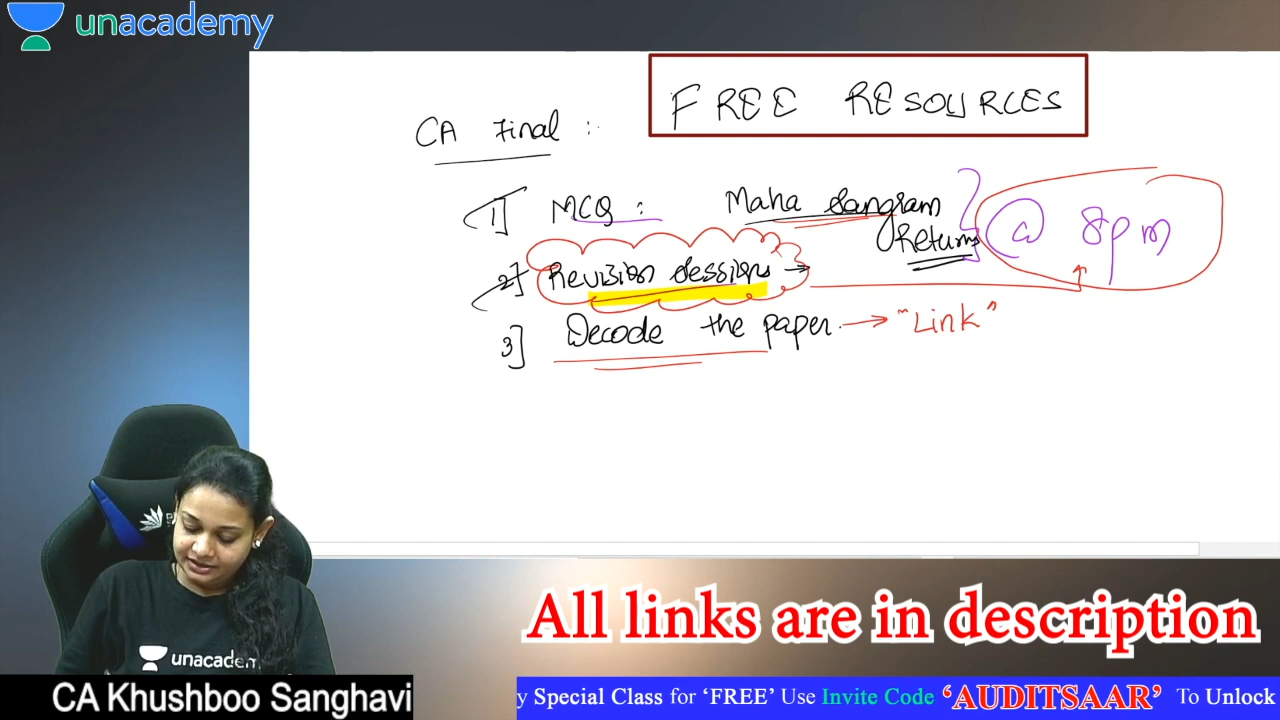 unacademy
FREE RESOURCES
CA Final :
1] MCQ : Maha Sangram
Returns @ 8pm
2] Revision sessions →
3] Decode the paper. → "Link"
unacademy
All links are in description
CA Khushboo Sanghavi
y Special Class for ‘FREE’ Use Invite Code ‘AUDITSAAR’ To Unlock